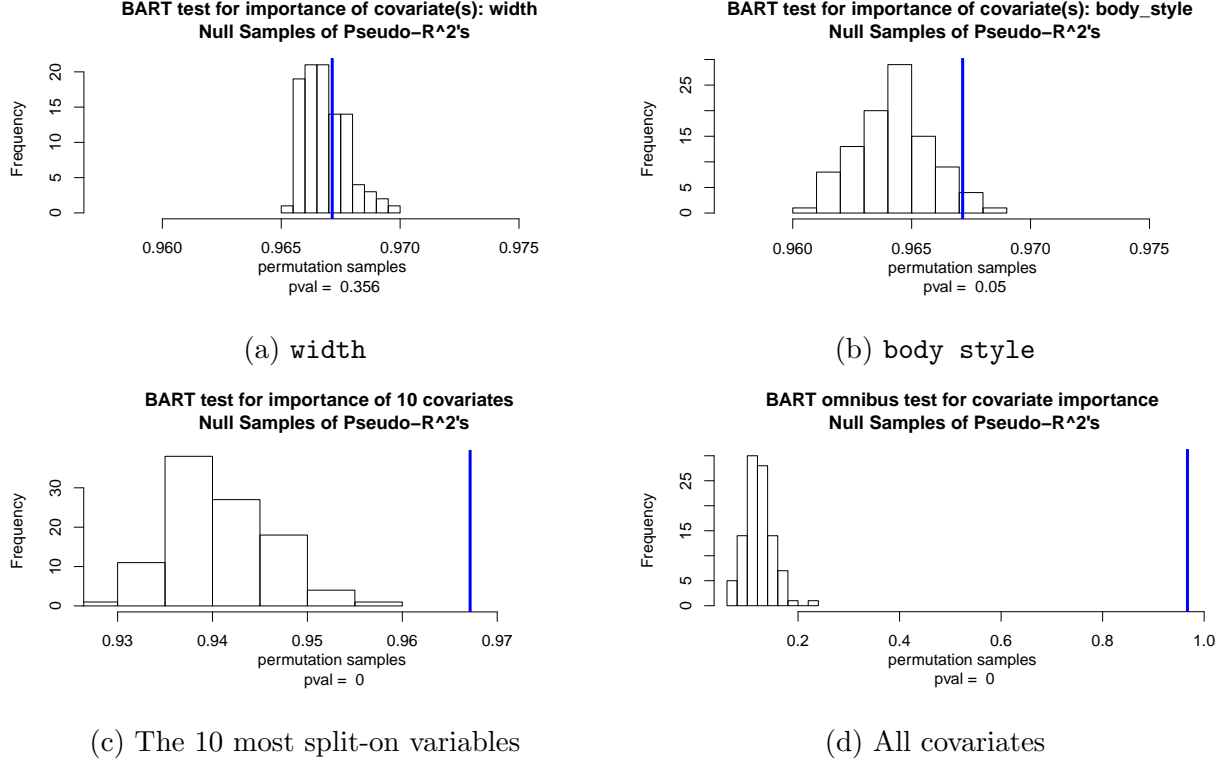 BART test for importance of covariate(s): width
Null Samples of Pseudo−R^2's
Frequency
20
15
10
5
0
0.960 0.965 0.970 0.975
permutation samples
pval = 0.356
(a) width
BART test for importance of covariate(s): body_style
Null Samples of Pseudo−R^2's
Frequency
25
15
5
0
0.960 0.965 0.970 0.975
permutation samples
pval = 0.05
(b) body style
BART test for importance of 10 covariates
Null Samples of Pseudo−R^2's
Frequency
30
20
10
0
0.93 0.94 0.95 0.96 0.97
permutation samples
pval = 0
(c) The 10 most split-on variables
BART omnibus test for covariate importance
Null Samples of Pseudo−R^2's
Frequency
25
15
5
0
0.2 0.4 0.6 0.8 1.0
permutation samples
pval = 0
(d) All covariates